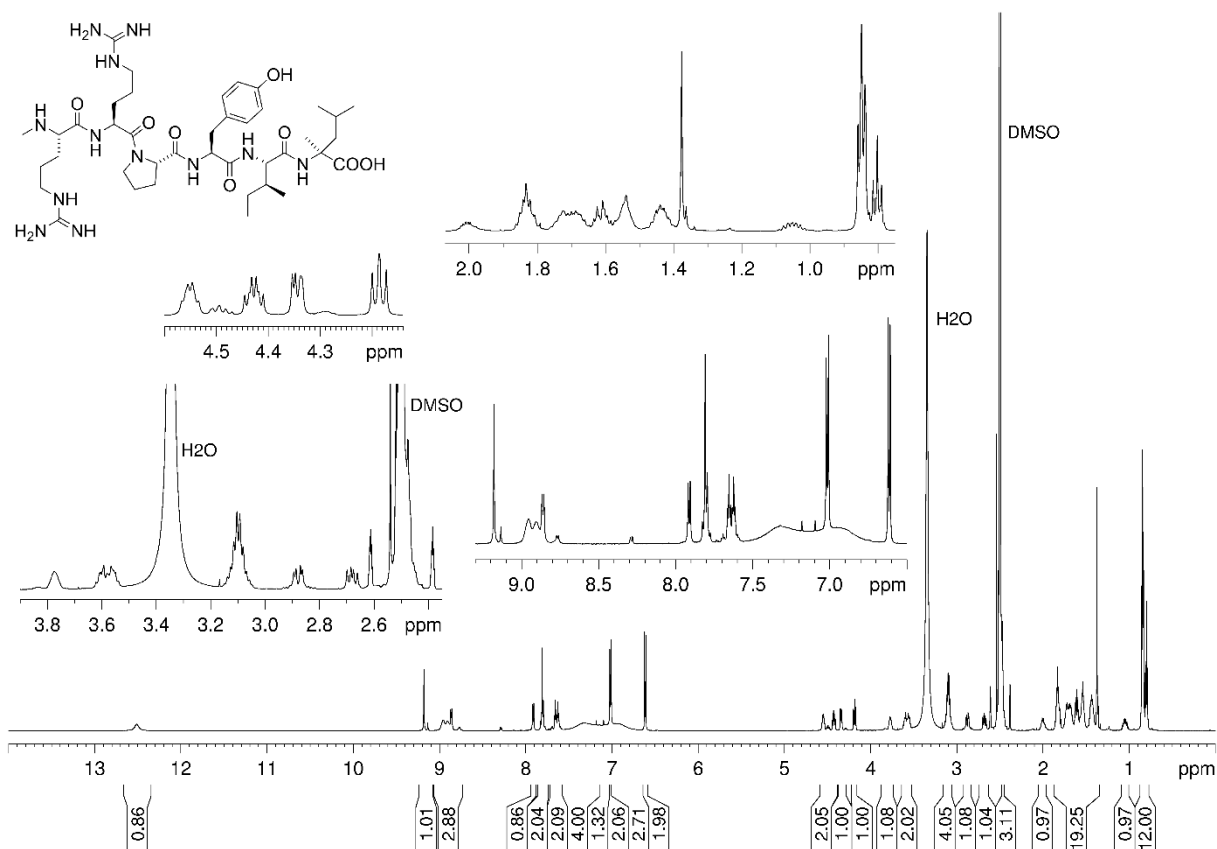 H₂N NH
HN
OH
H N O O H N O COOH
N H N O N H O N H
HN
H₂N NH
2.0 1.8 1.6 1.4 1.2 1.0 ppm
DMSO
H2O
4.5 4.4 4.3 ppm
DMSO
H2O
3.8 3.6 3.4 3.2 3.0 2.8 2.6 ppm
9.0 8.5 8.0 7.5 7.0 ppm
13 12 11 10 9 8 7 6 5 4 3 2 1 ppm
0.86 1.01 2.88 0.86 2.04 2.09 4.00 1.32 2.06 2.71 1.98 2.05 1.00 1.00 1.08 2.02 4.05 1.08 1.04 3.11 0.97 19.25 0.97 12.00